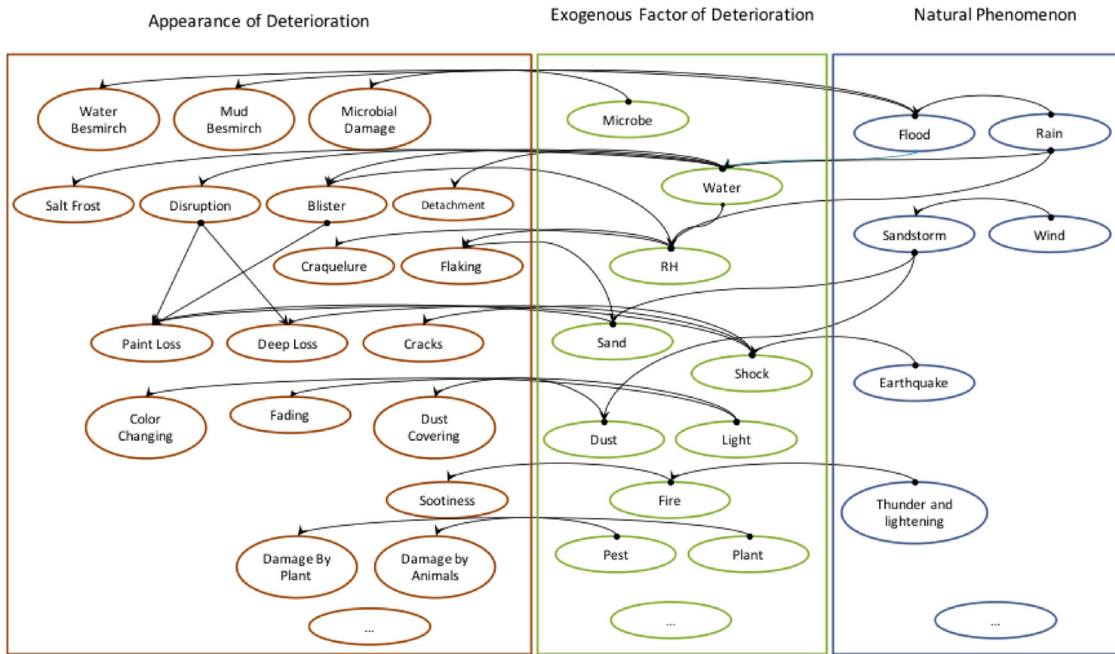 Appearance of Deterioration
Exogenous Factor of Deterioration
Natural Phenomenon
Water
Besmirch
Mud
Besmirch
Microbial
Damage
Microbe
Flood
Rain
Salt Frost
Disruption
Blister
Detachment
Water
Sandstorm
Wind
Craquelure
Flaking
RH
Paint Loss
Deep Loss
Cracks
Sand
Shock
Earthquake
Color
Changing
Fading
Dust
Covering
Dust
Light
Sootiness
Fire
Thunder and
lightening
Damage By
Plant
Damage by
Animals
Pest
Plant
...
...
...